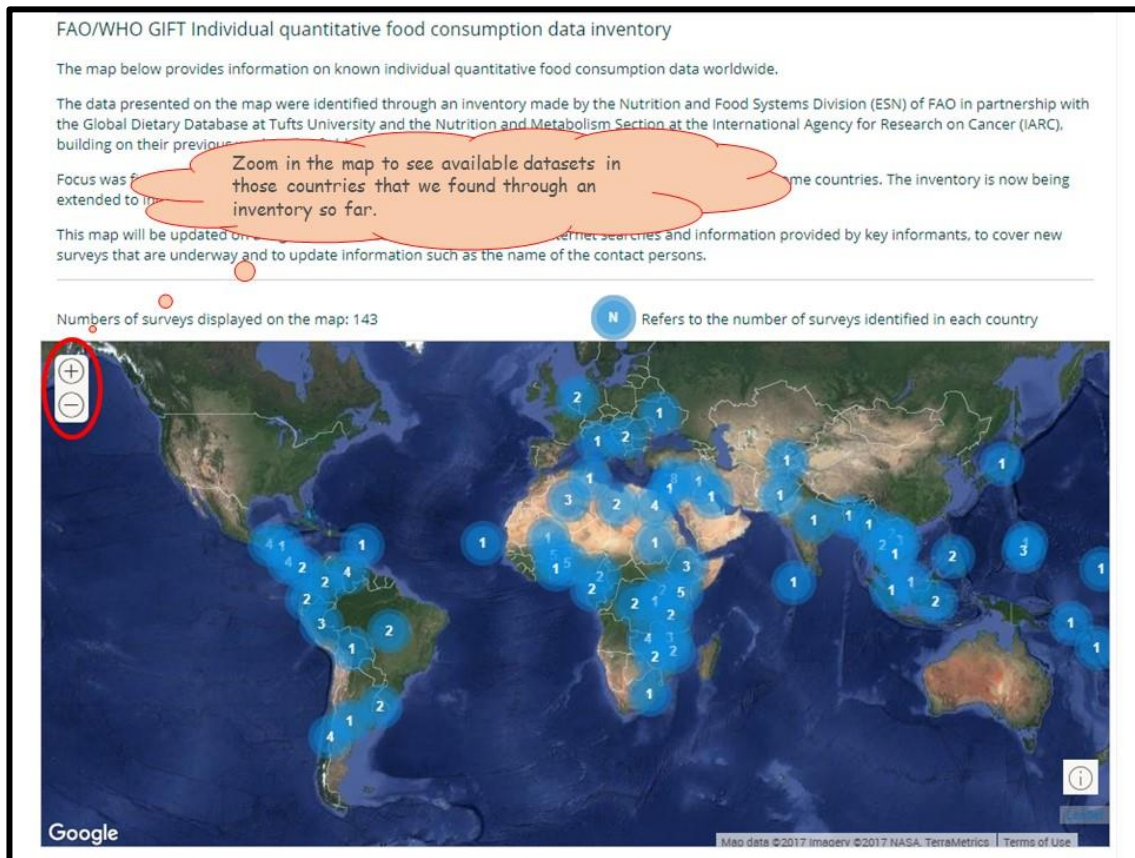 FAO/WHO GIFT Individual quantitative food consumption data inventory
The map below provides information on known individual quantitative food consumption data worldwide.
The data presented on the map were identified through an inventory made by the Nutrition and Food Systems Division (ESN) of FAO in partnership with
the Global Dietary Database at Tufts University and the Nutrition and Metabolism Section at the International Agency for Research on Cancer (IARC),
building on their previous
Zoom in the map to see available datasets in
those countries that we found through an
inventory so far.
Focus was countries. The inventory is now being
extended to
This map will be updated on searches and information provided by key informants, to cover new
surveys that are underway and to update information such as the name of the contact persons.
Numbers of surveys displayed on the map: 143
N Refers to the number of surveys identified in each country
+
−
2
1
1 2
1 1
1 8 1
3 2 4 1 1
1 1 1
4 1 1 1 1 1 2 3 1 3
4 2 4 5 1 5 3 2 1 2 1
2 2 2 2 5 1 1 1
2 2 1 2 2
3 2 4 3 1
1 2 2 1
1
2
1
4
Google
Map data ©2017 Imagery ©2017 NASA, TerraMetrics
Terms of Use